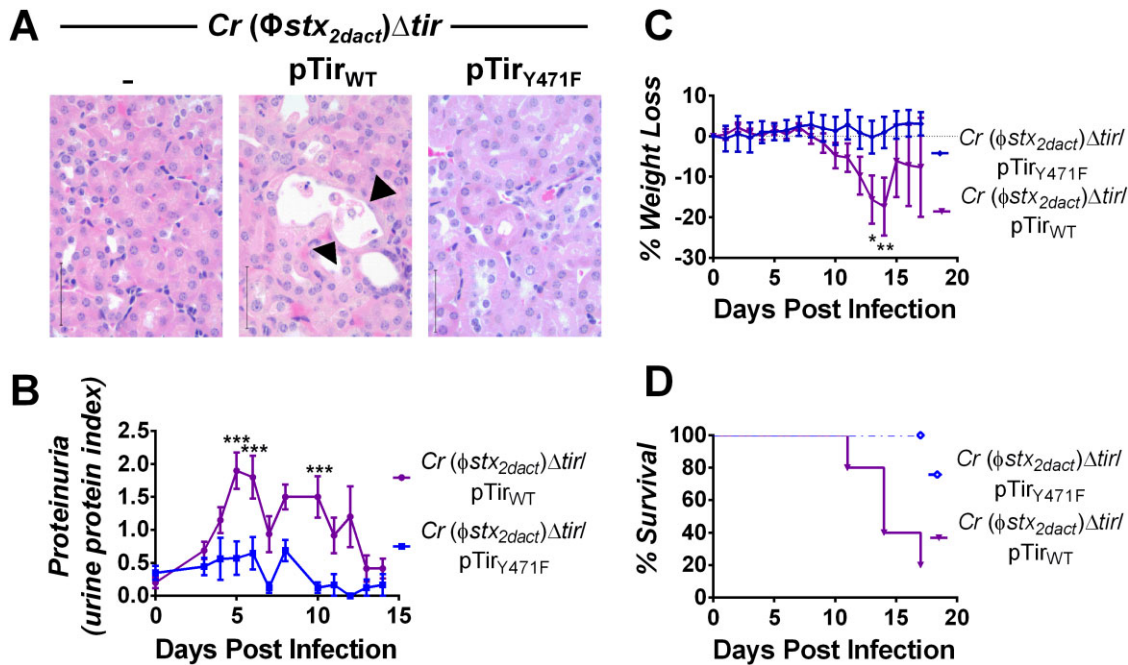 A
Cr (Φstx2dact)Δtir
-
pTirWT
pTirY471F
B
Proteinuria
(urine protein index)
2.5
2.0
1.5
1.0
0.5
0.0
***
***
***
0
5
10
15
Days Post Infection
Cr (ϕstx2dact)Δtir/
pTirWT
Cr (ϕstx2dact)Δtir/
pTirY471F
C
% Weight Loss
10
0
-10
-20
-30
*
**
0
5
10
15
20
Days Post Infection
Cr (ϕstx2dact)Δtir/
pTirY471F
Cr (ϕstx2dact)Δtir/
pTirWT
D
% Survival
100
80
60
40
20
0
0
5
10
15
20
Days Post Infection
Cr (ϕstx2dact)Δtir/
pTirY471F
Cr (ϕstx2dact)Δtir/
pTirWT